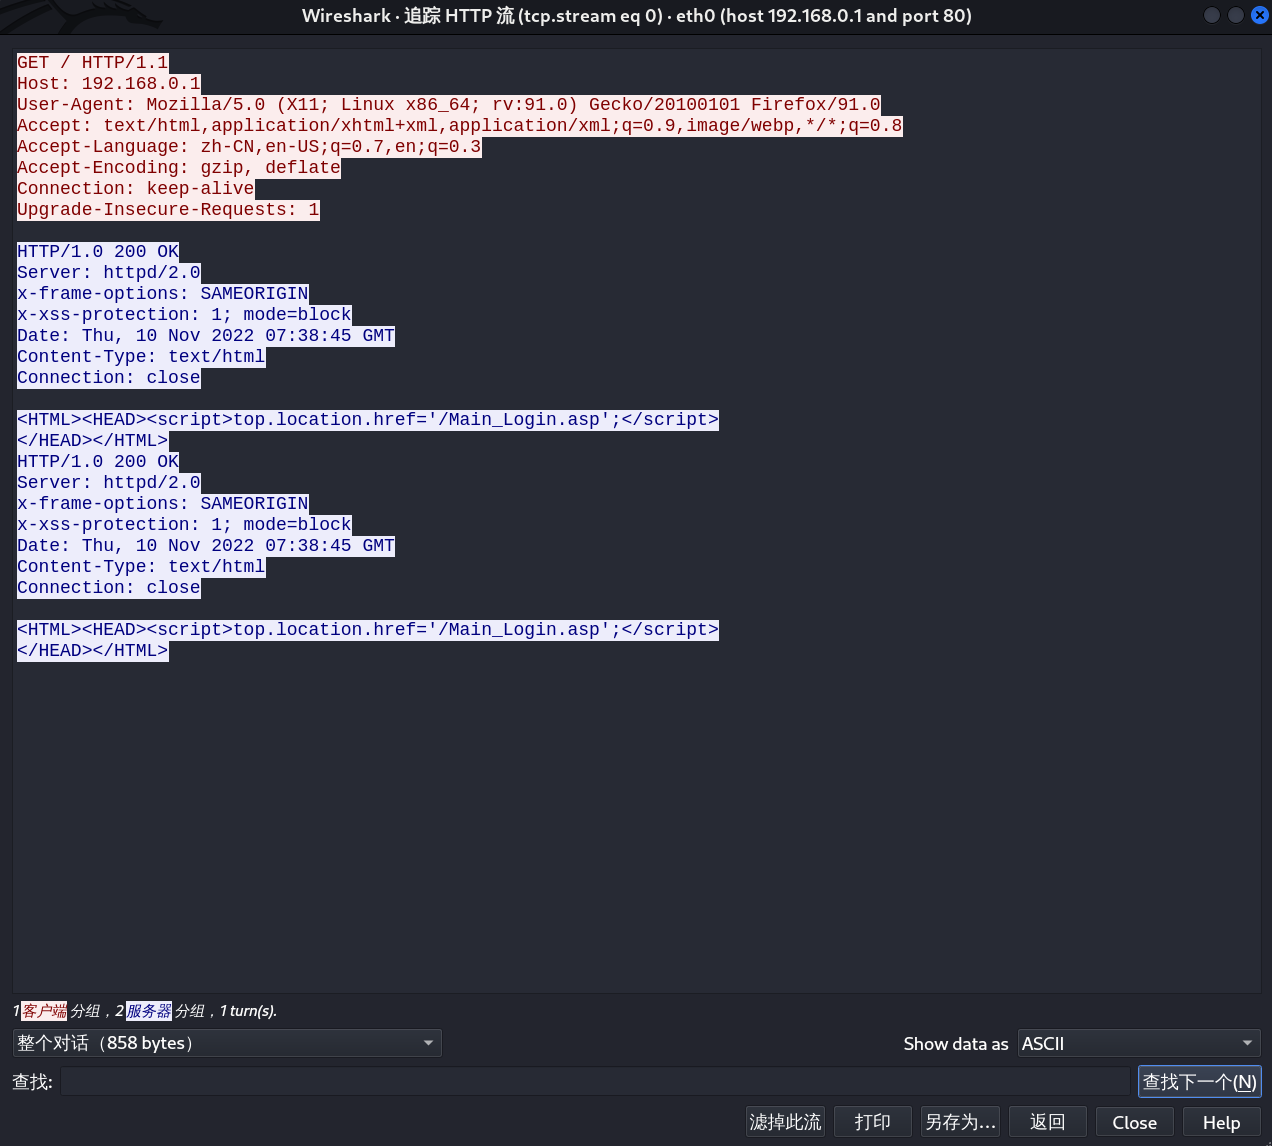 Wireshark · 追踪 HTTP 流 (tcp.stream eq 0) · eth0 (host 192.168.0.1 and port 80)
GET / HTTP/1.1
Host: 192.168.0.1
User-Agent: Mozilla/5.0 (X11; Linux x86_64; rv:91.0) Gecko/20100101 Firefox/91.0
Accept: text/html,application/xhtml+xml,application/xml;q=0.9,image/webp,*/*;q=0.8
Accept-Language: zh-CN,en-US;q=0.7,en;q=0.3
Accept-Encoding: gzip, deflate
Connection: keep-alive
Upgrade-Insecure-Requests: 1
HTTP/1.0 200 OK
Server: httpd/2.0
x-frame-options: SAMEORIGIN
x-xss-protection: 1; mode=block
Date: Thu, 10 Nov 2022 07:38:45 GMT
Content-Type: text/html
Connection: close
<HTML><HEAD><script>top.location.href='/Main_Login.asp';</script>
</HEAD></HTML>
HTTP/1.0 200 OK
Server: httpd/2.0
x-frame-options: SAMEORIGIN
x-xss-protection: 1; mode=block
Date: Thu, 10 Nov 2022 07:38:45 GMT
Content-Type: text/html
Connection: close
<HTML><HEAD><script>top.location.href='/Main_Login.asp';</script>
</HEAD></HTML>
1 客户端 分组，2 服务器 分组，1 turn(s).
整个对话（858 bytes） Show data as ASCII
查找: 查找下一个(N)
滤掉此流 打印 另存为… 返回 Close Help